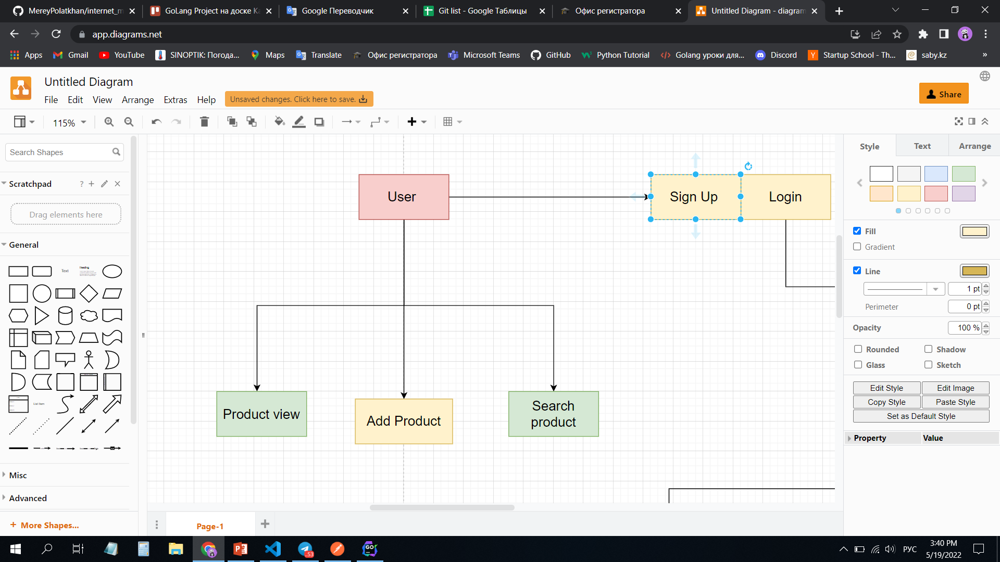 MereyPolatkhan/internet_m
GoLang Project на доске Ka
Google Переводчик
Git list - Google Таблицы
Офис регистратора
Untitled Diagram - diagram
app.diagrams.net
Apps
Gmail
YouTube
SINOPTIK: Погода...
Maps
Translate
Офис регистратора
Microsoft Teams
GitHub
Python Tutorial
Golang уроки для...
Discord
Startup School - Th...
saby.kz
»
Untitled Diagram
File Edit View Arrange Extras Help
Unsaved changes. Click here to save.
Share
115%
Search Shapes
Scratchpad
?
Drag elements here
General
Text
Heading
List Item
Misc
Advanced
+ More Shapes...
User
Sign Up
Login
Product view
Add Product
Search
product
Page-1
Style
Text
Arrange
Fill
Gradient
Line
1 pt
Perimeter
0 pt
Opacity
100 %
Rounded
Shadow
Glass
Sketch
Edit Style
Edit Image
Copy Style
Paste Style
Set as Default Style
Property
Value
53
GO
РУС
3:40 PM
5/19/2022